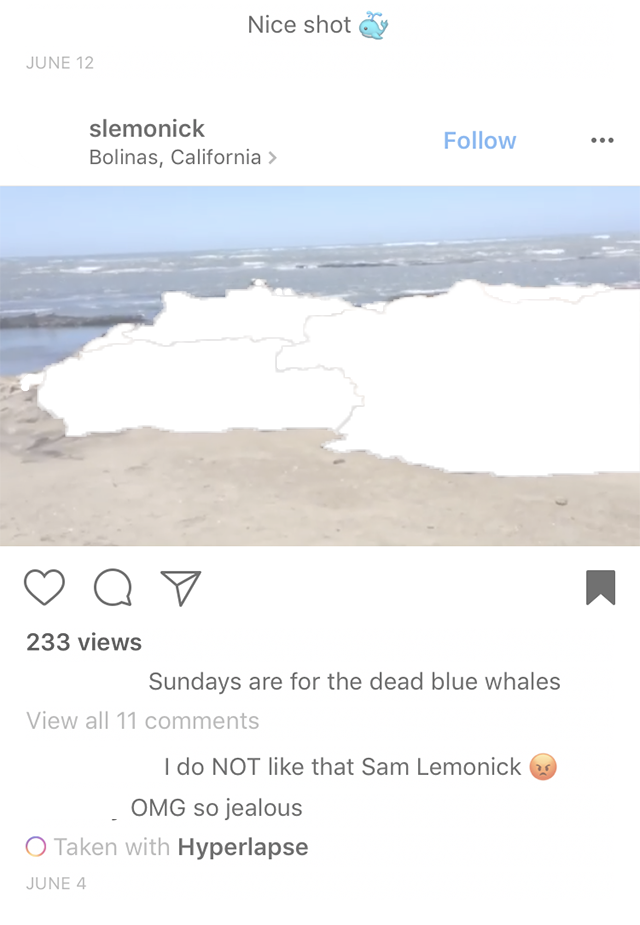 Nice shot 🐳
JUNE 12
slemonick
Follow
Bolinas, California >
233 views
Sundays are for the dead blue whales
View all 11 comments
I do NOT like that Sam Lemonick 😡
OMG so jealous
Taken with Hyperlapse
JUNE 4